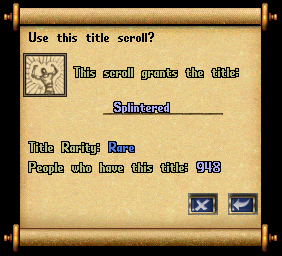 Use this title scroll?
This scroll grants the title:
Splintered
Title Rarity: Rare
People who have this title: 948